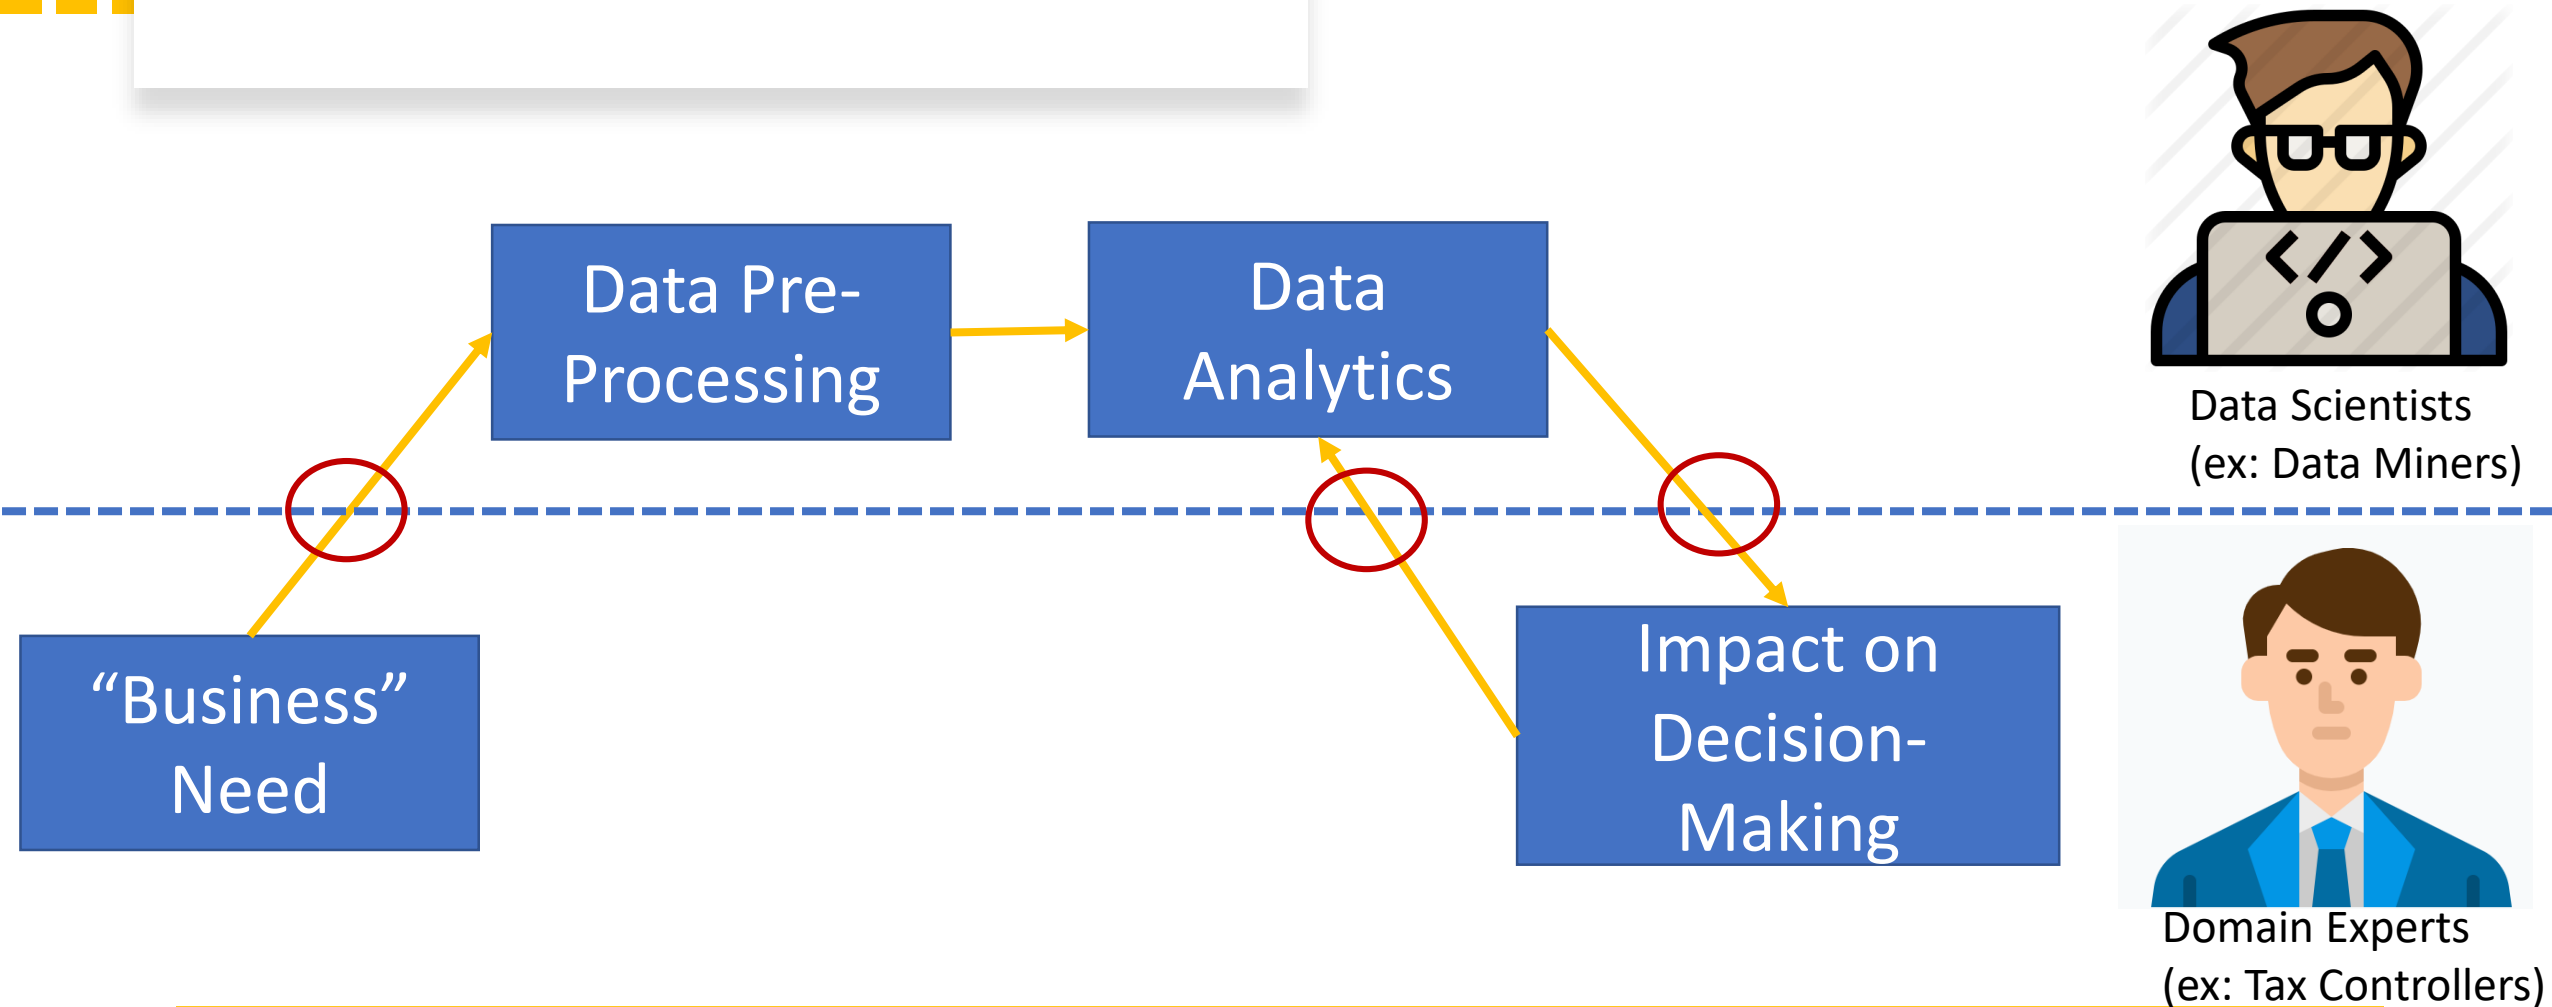 Data Pre-
Processing
Data
Analytics
</>
Data Scientists
(ex: Data Miners)
“Business”
Need
Impact on
Decision-
Making
Domain Experts
(ex: Tax Controllers)